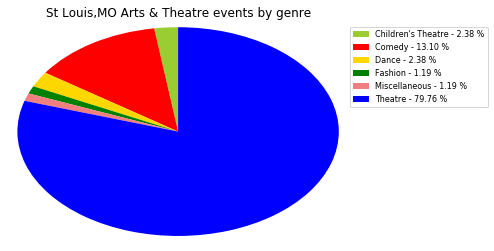 St Louis,MO Arts & Theatre events by genre
Children's Theatre - 2.38 %
Comedy - 13.10 %
Dance - 2.38 %
Fashion - 1.19 %
Miscellaneous - 1.19 %
Theatre - 79.76 %